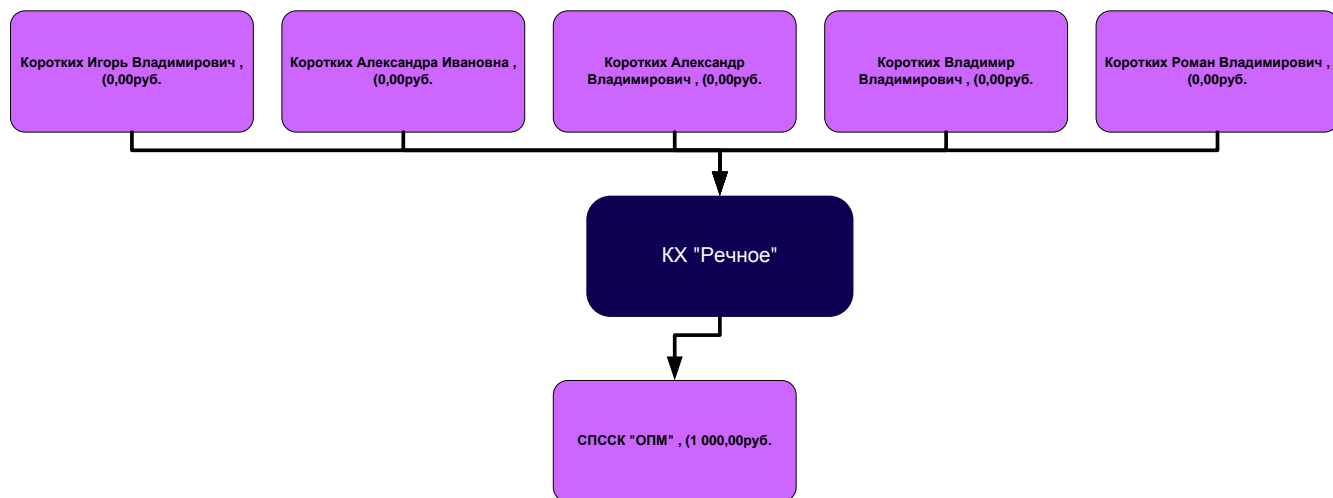 Коротких Игорь Владимирович ,
(0,00руб.
Коротких Александра Ивановна ,
(0,00руб.
Коротких Александр
Владимирович , (0,00руб.
Коротких Владимир
Владимирович , (0,00руб.
Коротких Роман Владимирович ,
(0,00руб.
КХ "Речное"
СПССК "ОПМ" , (1 000,00руб.